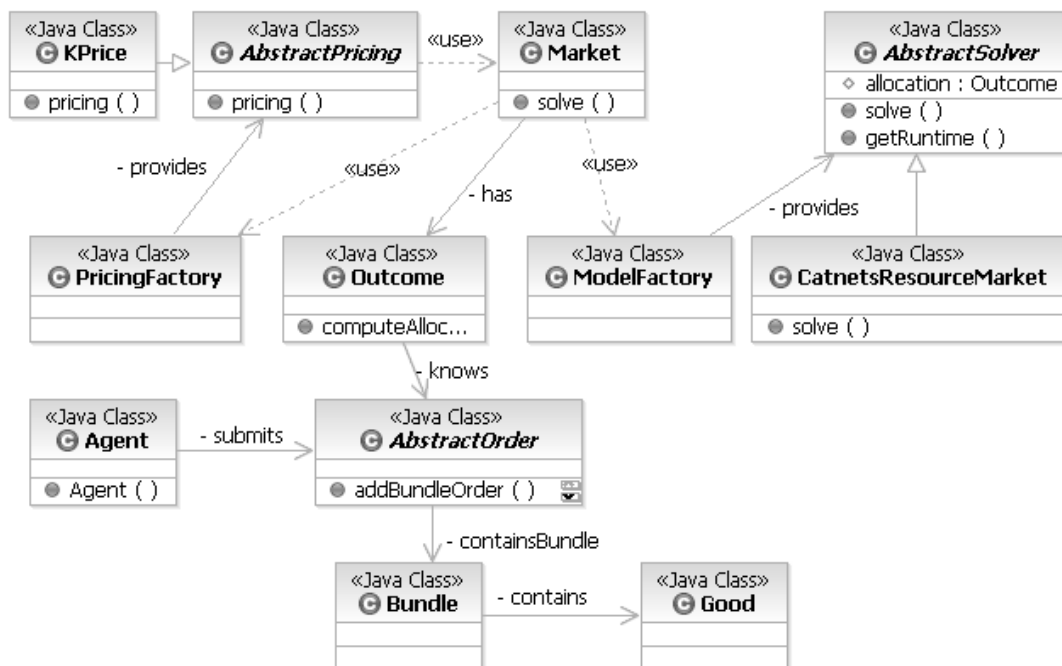 «Java Class»
KPrice
pricing ( )
«Java Class»
AbstractPricing
pricing ( )
«use»
«Java Class»
Market
solve ( )
«Java Class»
AbstractSolver
allocation : Outcome
solve ( )
getRuntime ( )
- provides
«use»
- has
«use»
- provides
«Java Class»
PricingFactory
«Java Class»
Outcome
computeAlloc...
«Java Class»
ModelFactory
«Java Class»
CatnetsResourceMarket
solve ( )
- knows
«Java Class»
Agent
Agent ( )
- submits
«Java Class»
AbstractOrder
addBundleOrder ( )
- containsBundle
«Java Class»
Bundle
- contains
«Java Class»
Good